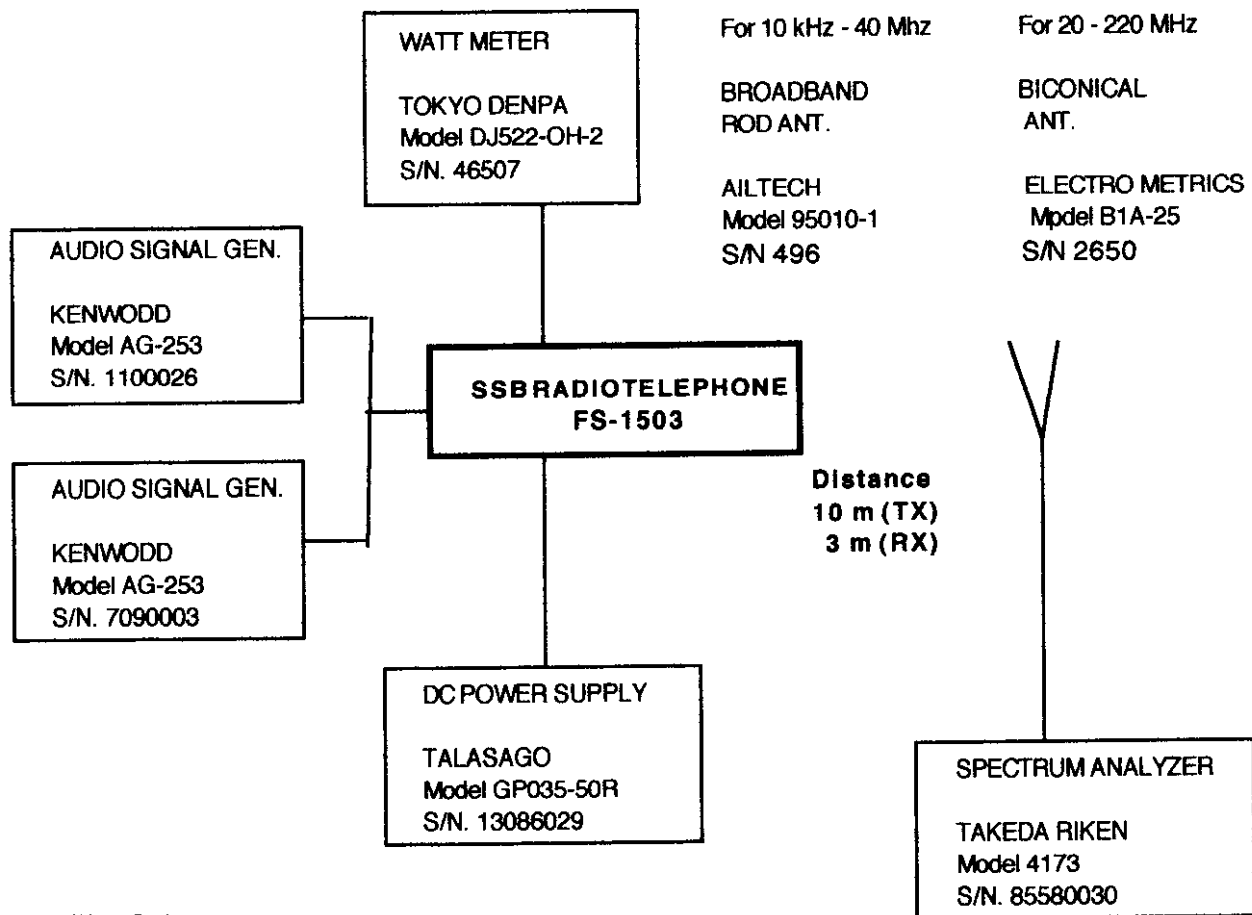 WATT METER
TOKYO DENPA
Model DJ522-OH-2
S/N. 46507
For 10 kHz - 40 Mhz
BROADBAND
ROD ANT.
AILTECH
Model 95010-1
S/N 496
For 20 - 220 MHz
BICONICAL
ANT.
ELECTRO METRICS
Mpdel B1A-25
S/N 2650
AUDIO SIGNAL GEN.
KENWODD
Model AG-253
S/N. 1100026
SSB RADIOTELEPHONE
FS-1503
AUDIO SIGNAL GEN.
KENWODD
Model AG-253
S/N. 7090003
Distance
10 m (TX)
3 m (RX)
DC POWER SUPPLY
TALASAGO
Model GP035-50R
S/N. 13086029
SPECTRUM ANALYZER
TAKEDA RIKEN
Model 4173
S/N. 85580030